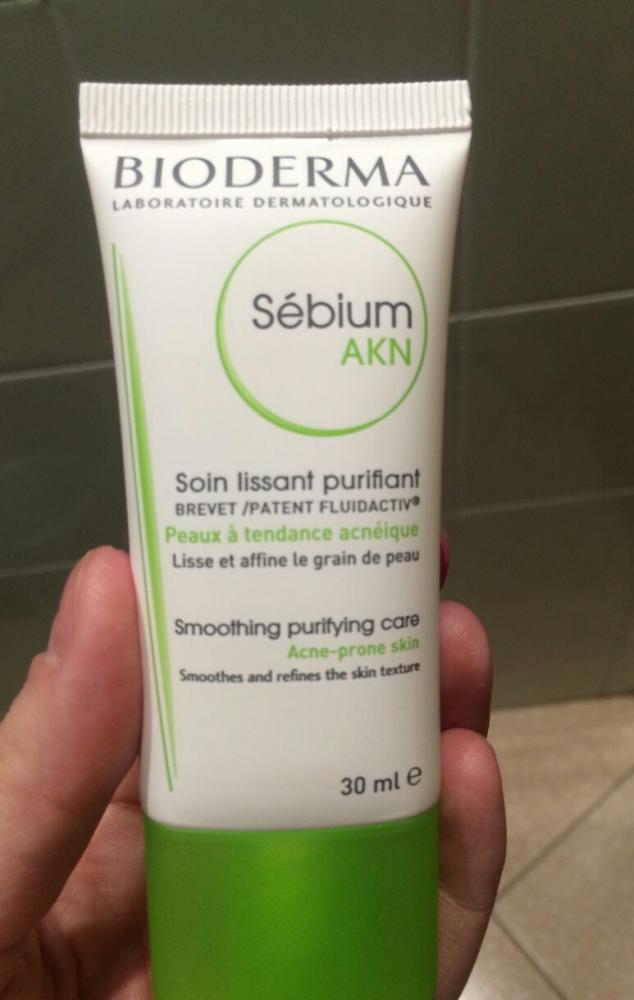 BIODERMA
LABORATOIRE DERMATOLOGIQUE
Sébium
AKN
Soin lissant purifiant
BREVET /PATENT FLUIDACTIV®
Peaux à tendance acnéique
Lisse et affine le grain de peau
Smoothing purifying care
Acne-prone skin
Smoothes and refines the skin texture
30 ml ℮